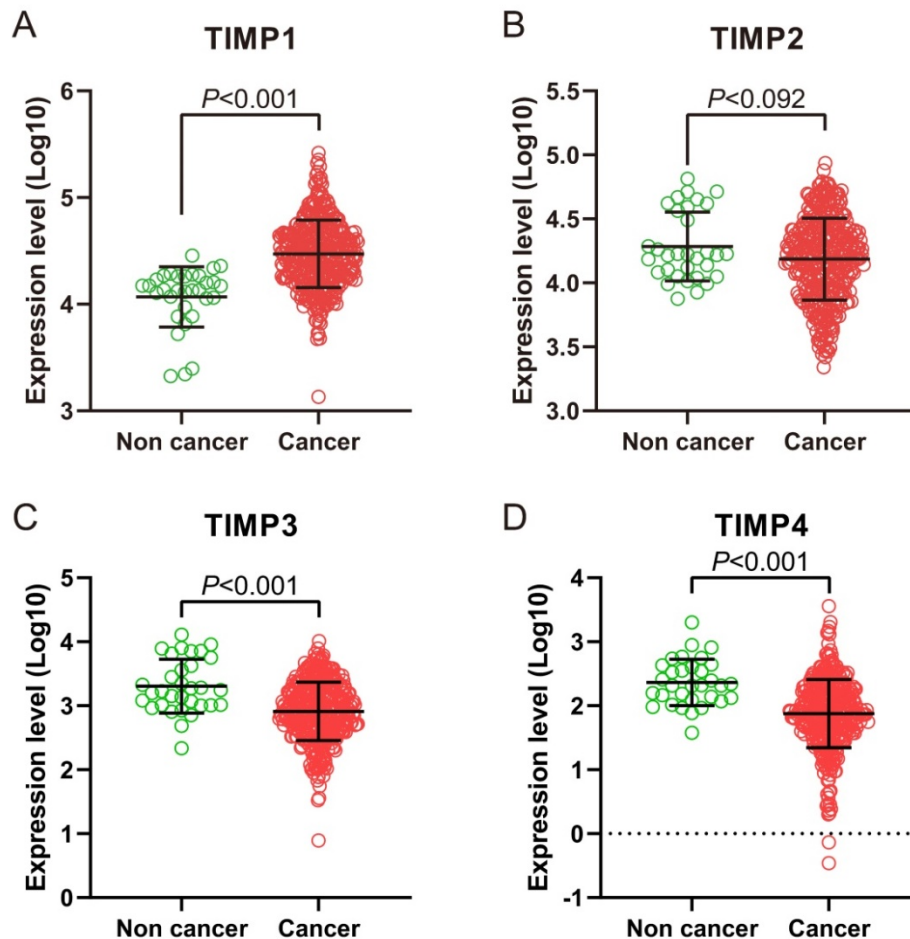 A
TIMP1
P<0.001
Expression level (Log10)
6
5
4
3
Non cancer
Cancer
B
TIMP2
P<0.092
Expression level (Log10)
5.5
5.0
4.5
4.0
3.5
3.0
Non cancer
Cancer
C
TIMP3
P<0.001
Expression level (Log10)
5
4
3
2
1
0
Non cancer
Cancer
D
TIMP4
P<0.001
Expression level (Log10)
4
3
2
1
0
-1
Non cancer
Cancer